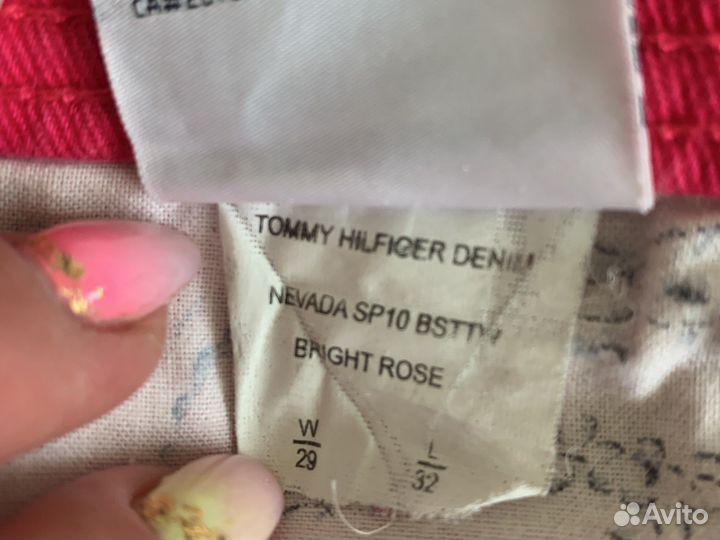 TOMMY HILFIGER DENIM
NEVADA SP10 BSTTW
BRIGHT ROSE
W
29
L
32
Avito